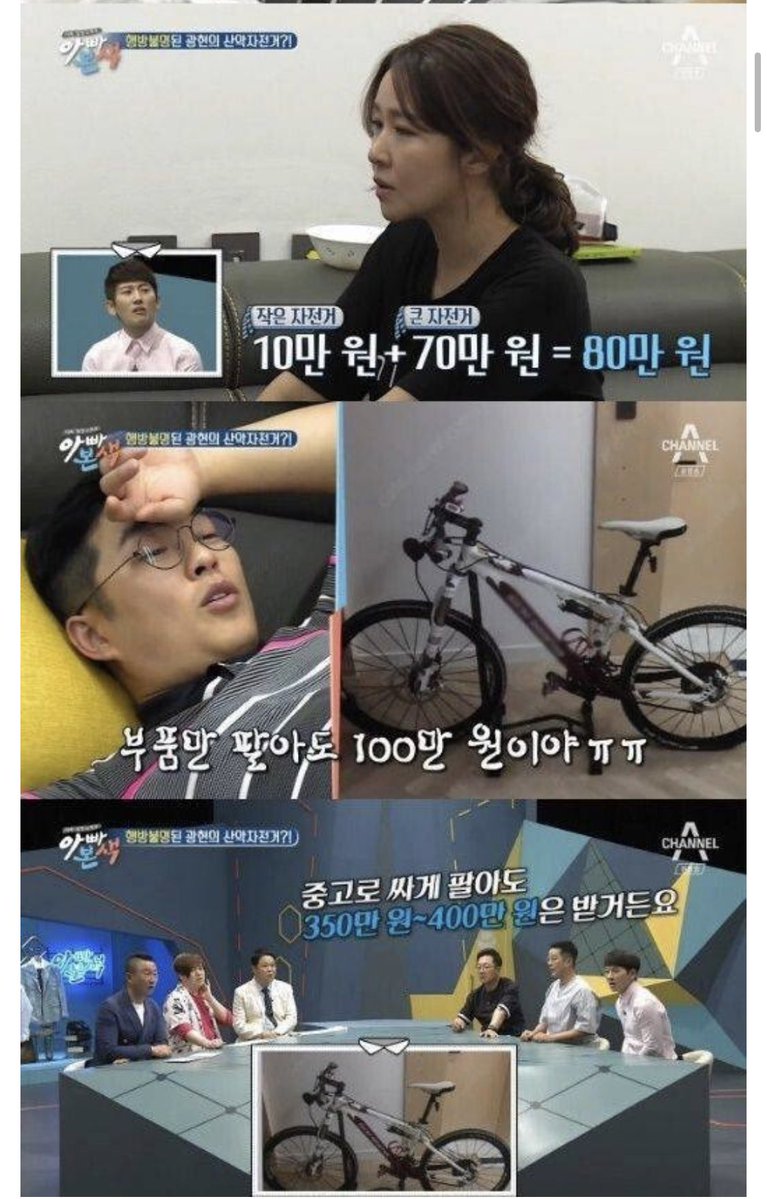 아빠본색
행방불명된 광현의 산악자전거?!
CHANNEL A
작은 자전거
큰 자전거
10만 원 + 70만 원 = 80만 원
아빠본색
행방불명된 광현의 산악자전거?!
CHANNEL A
부품만 팔아도 100만 원이야 ㅠㅠ
아빠본색
행방불명된 광현의 산악자전거?!
CHANNEL A
중고로 싸게 팔아도
350만 원~400만 원은 받거든요
아빠본색